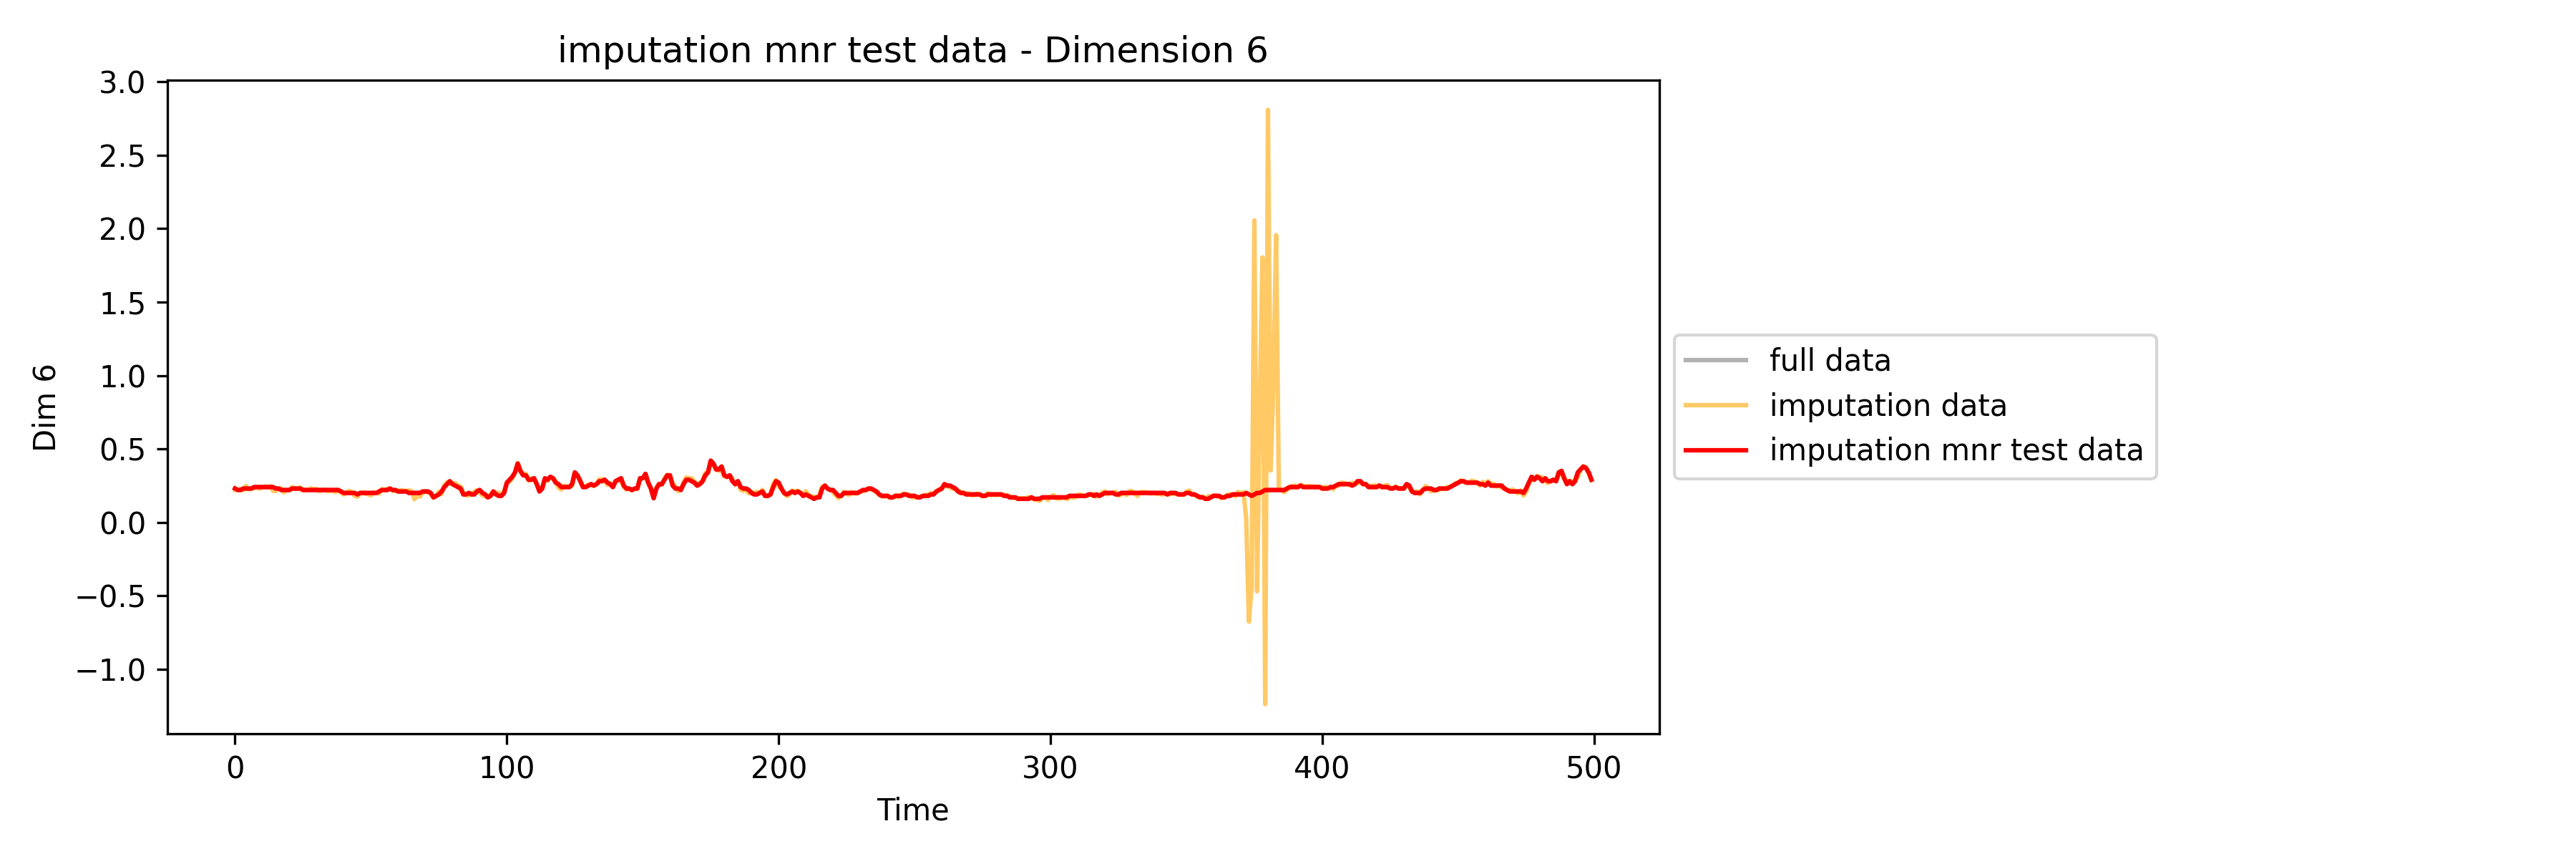 imputation mnr test data - Dimension 6
3.0
2.5
2.0
1.5
1.0
0.5
0.0
−0.5
−1.0
Dim 6
0 100 200 300 400 500
Time
full data
imputation data
imputation mnr test data